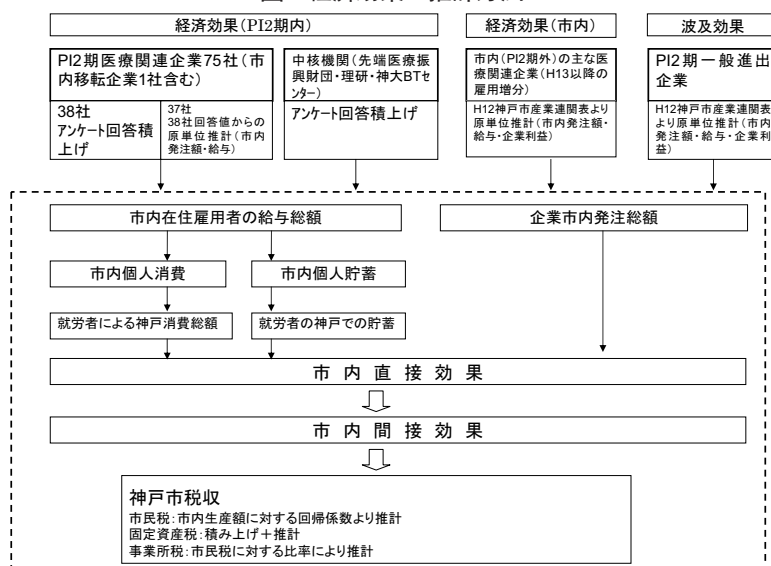 経済効果(PI2期内)
PI2期医療関連企業75社(市
内移転企業1社含む)
38社
アンケート回答積
上げ
37社
38社回答値からの
原単位推計(市内
発注額・給与)
中核機関(先端医療振
興財団・理研・神大BTセ
ンター)
アンケート回答積上げ
経済効果(市内)
市内(PI2期外)の主な医
療関連企業(H13以降の
雇用増分)
H12神戸市産業連関表より
原単位推計(市内発注額・
給与・企業利益)
波及効果
PI2期一般進出
企業
H12神戸市産業連関表
より原単位推計(市内
発注額・給与・企業利
益)
市内在住雇用者の給与総額
企業市内発注総額
市内個人消費
市内個人貯蓄
就労者による神戸消費総額
就労者の神戸での貯蓄
市内直接効果
市内間接効果
神戸市税収
市民税:市内生産額に対する回帰係数より推計
固定資産税:積み上げ+推計
事業所税:市民税に対する比率により推計